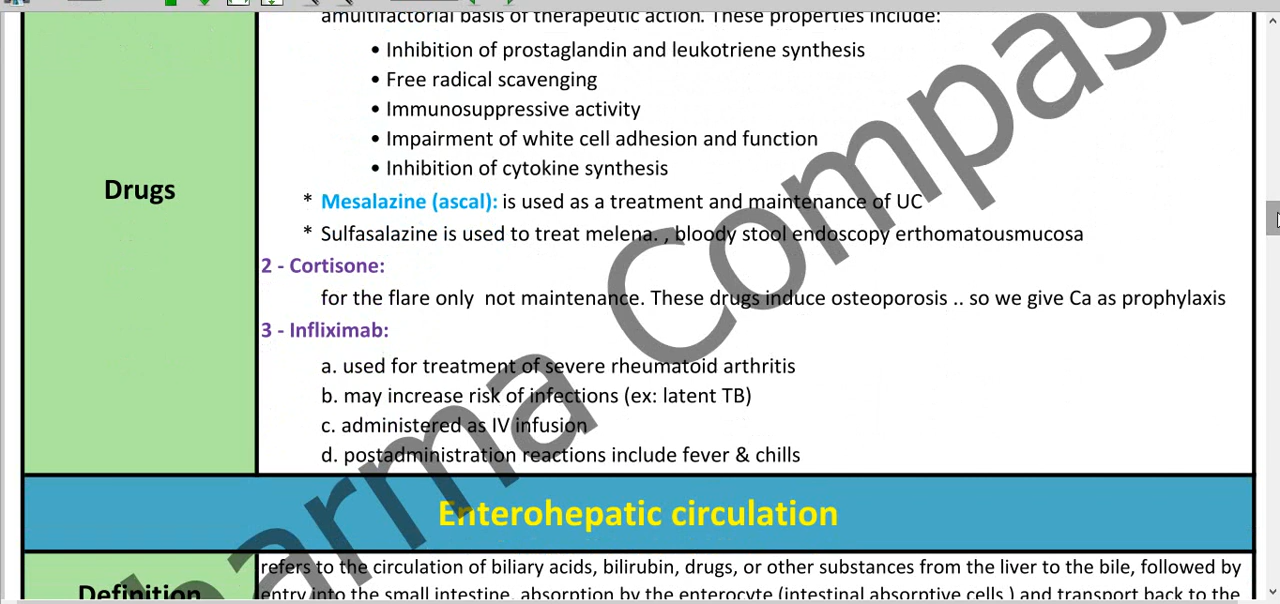 amultifactorial basis of therapeutic action. These properties include:
• Inhibition of prostaglandin and leukotriene synthesis
• Free radical scavenging
• Immunosuppressive activity
• Impairment of white cell adhesion and function
• Inhibition of cytokine synthesis
Drugs
* Mesalazine (ascal): is used as a treatment and maintenance of UC
* Sulfasalazine is used to treat melena. , bloody stool endoscopy erthomatousmucosa
2 - Cortisone:
for the flare only not maintenance. These drugs induce osteoporosis .. so we give Ca as prophylaxis
3 - Infliximab:
a. used for treatment of severe rheumatoid arthritis
b. may increase risk of infections (ex: latent TB)
c. administered as IV infusion
d. postadministration reactions include fever & chills
Enterohepatic circulation
Definition
refers to the circulation of biliary acids, bilirubin, drugs, or other substances from the liver to the bile, followed by
entry into the small intestine, absorption by the enterocyte (intestinal absorptive cells ) and transport back to the
harma Compass